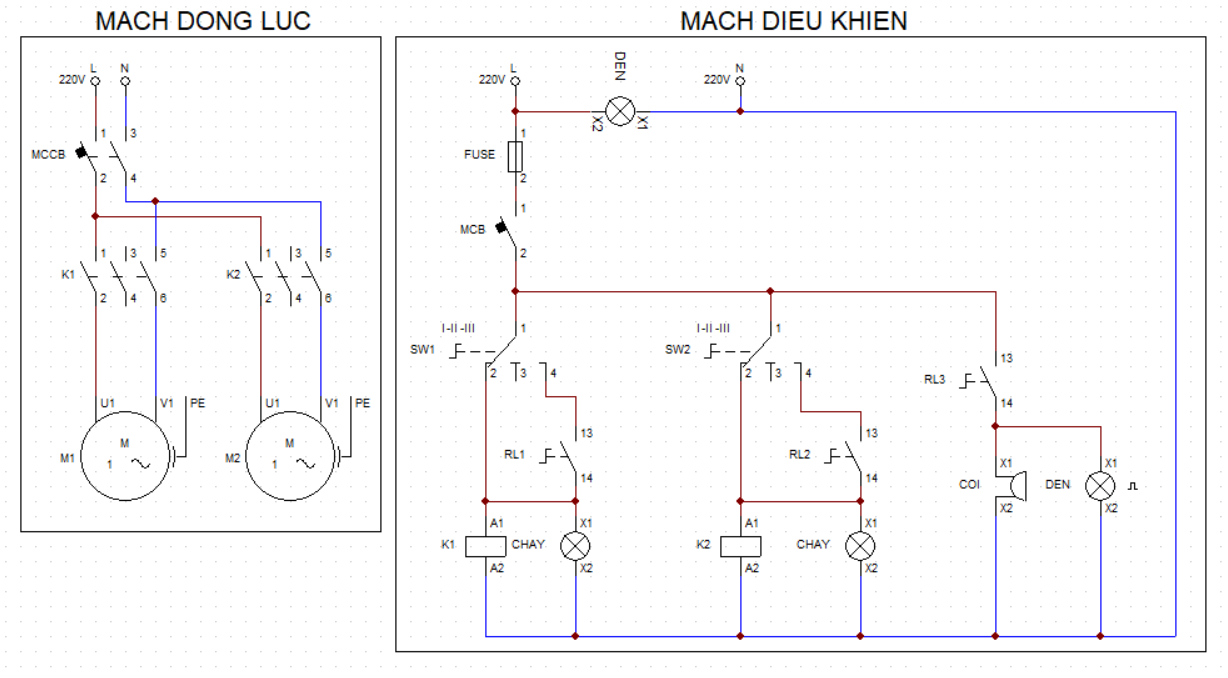 MACH DONG LUC
220V L N
1 3
MCCB
2 4
1 3 5
K1
2 4 6
1 3 5
K2
2 4 6
U1 V1 PE
M1 M 1
U1 V1 PE
M2 M 1
MACH DIEU KHIEN
220V L
DEN
X2 X1
220V N
1
FUSE
2
1
MCB
2
I-II-III 1
SW1
2 3 4
13
RL1
14
A1 X1
K1 CHAY
A2 X2
I-II-III 1
SW2
2 3 4
13
RL2
14
A1 X1
K2 CHAY
A2 X2
13
RL3
14
X1 X1
COI DEN
X2 X2